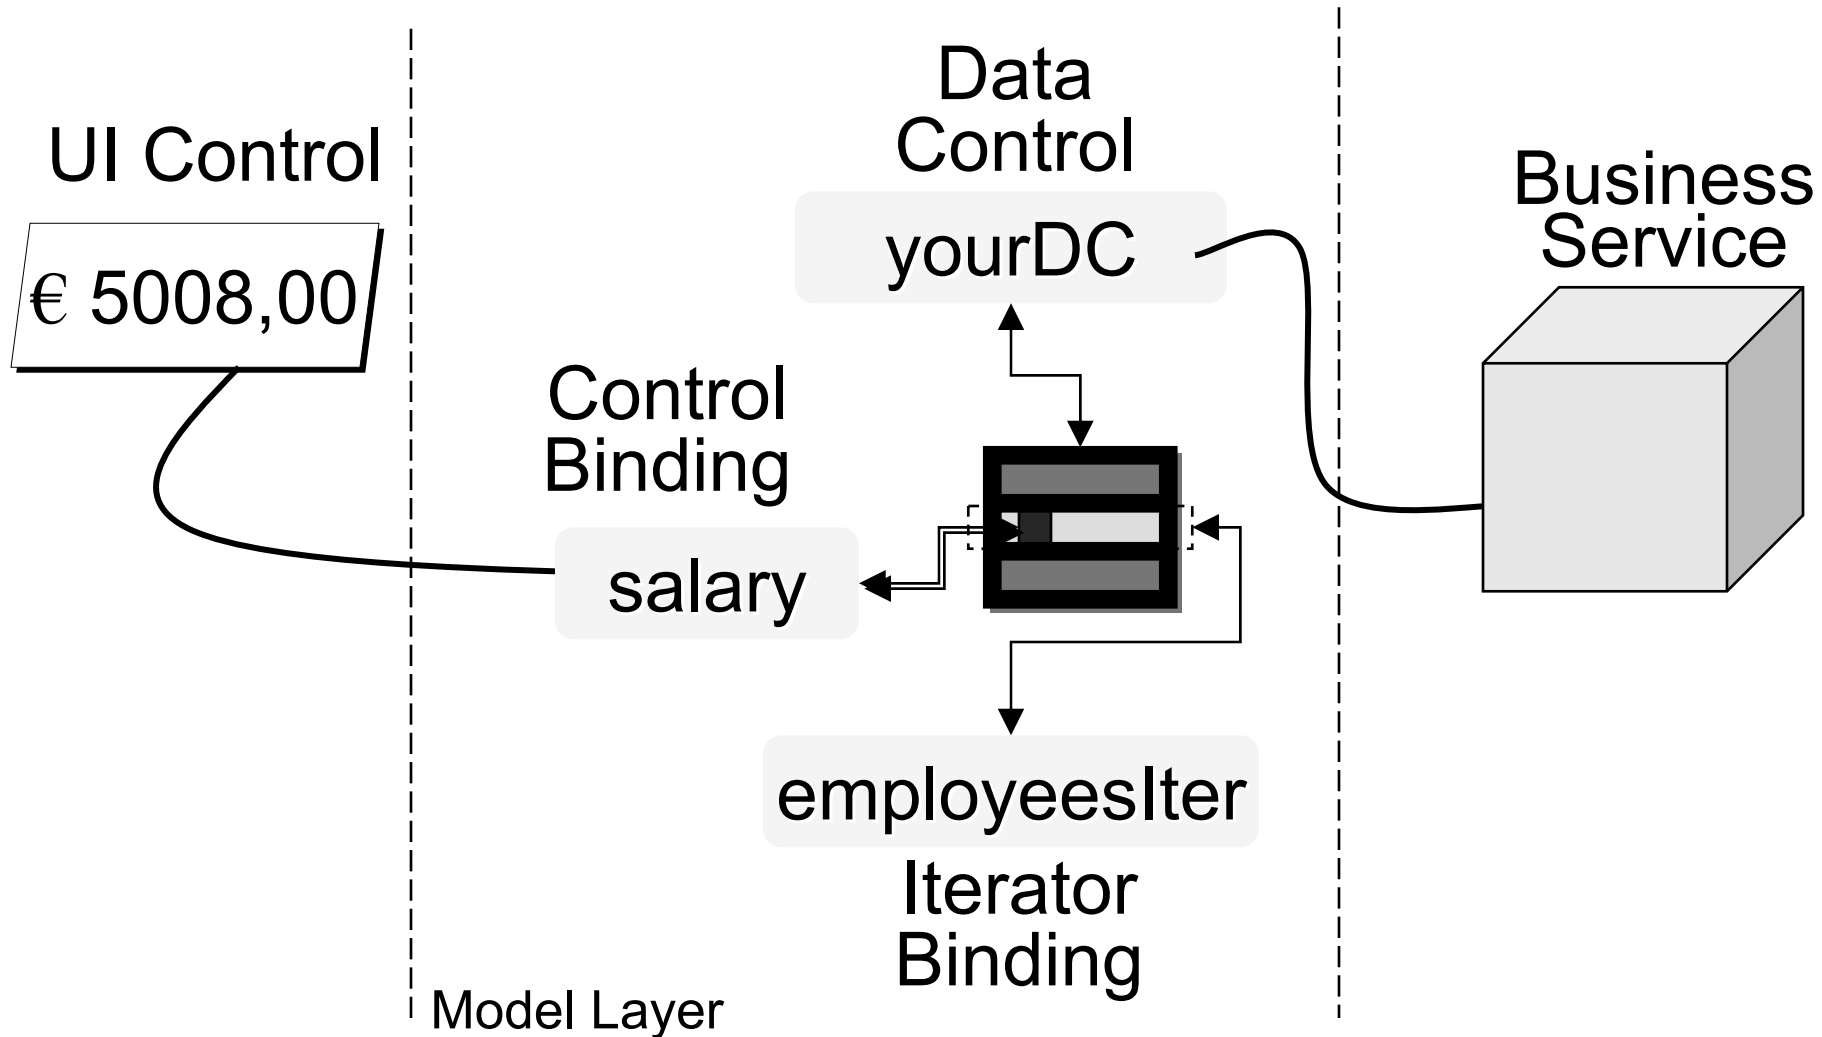 UI Control
€ 5008,00
Control
Binding
salary
Data
Control
yourDC
employeesIter
Iterator
Binding
Model Layer
Business
Service